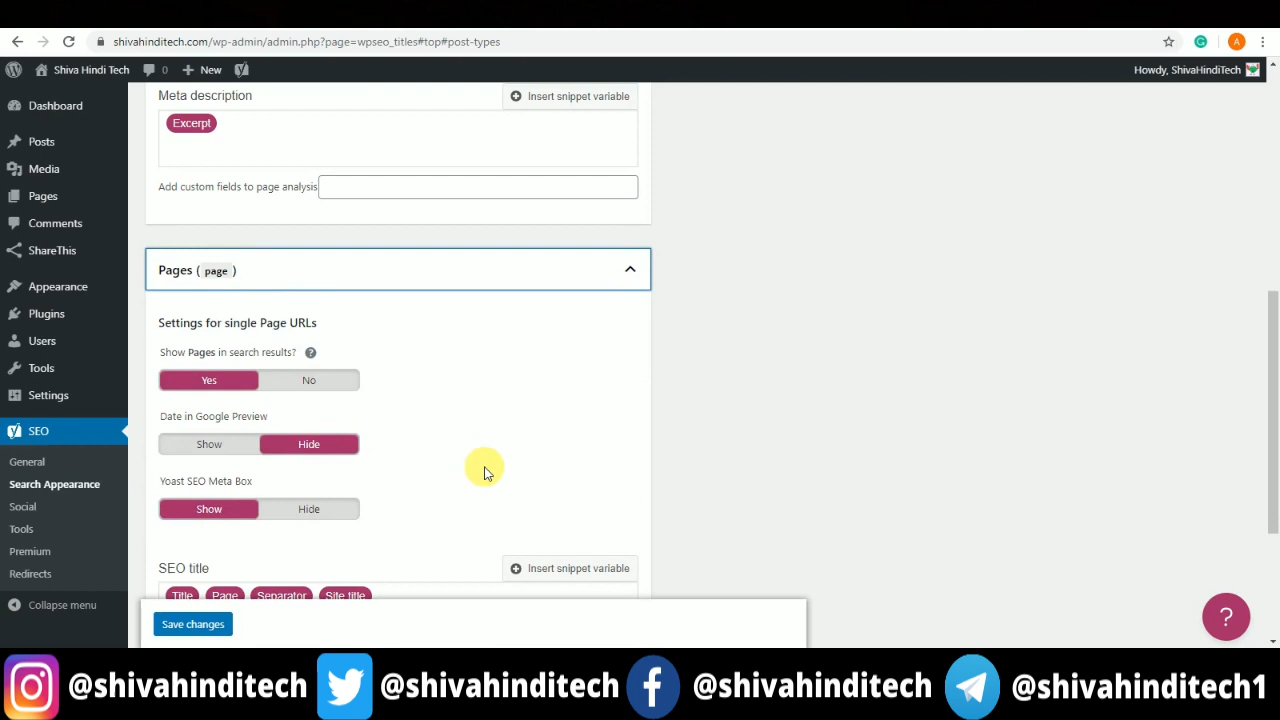 shivahinditech.com/wp-admin/admin.php?page=wpseo_titles#top#post-types
A
Shiva Hindi Tech
0
New
Howdy, ShivaHindiTech
Dashboard
Posts
Media
Pages
Comments
ShareThis
Appearance
Plugins
Users
Tools
Settings
SEO
General
Search Appearance
Social
Tools
Premium
Redirects
Collapse menu
Meta description
Insert snippet variable
Excerpt
Add custom fields to page analysis
Pages ( page )
Settings for single Page URLs
Show Pages in search results? ?
Yes No
Date in Google Preview
Show Hide
Yoast SEO Meta Box
Show Hide
SEO title
Insert snippet variable
Title Page Separator Site title
Save changes
?
@shivahinditech @shivahinditech @shivahinditech @shivahinditech1